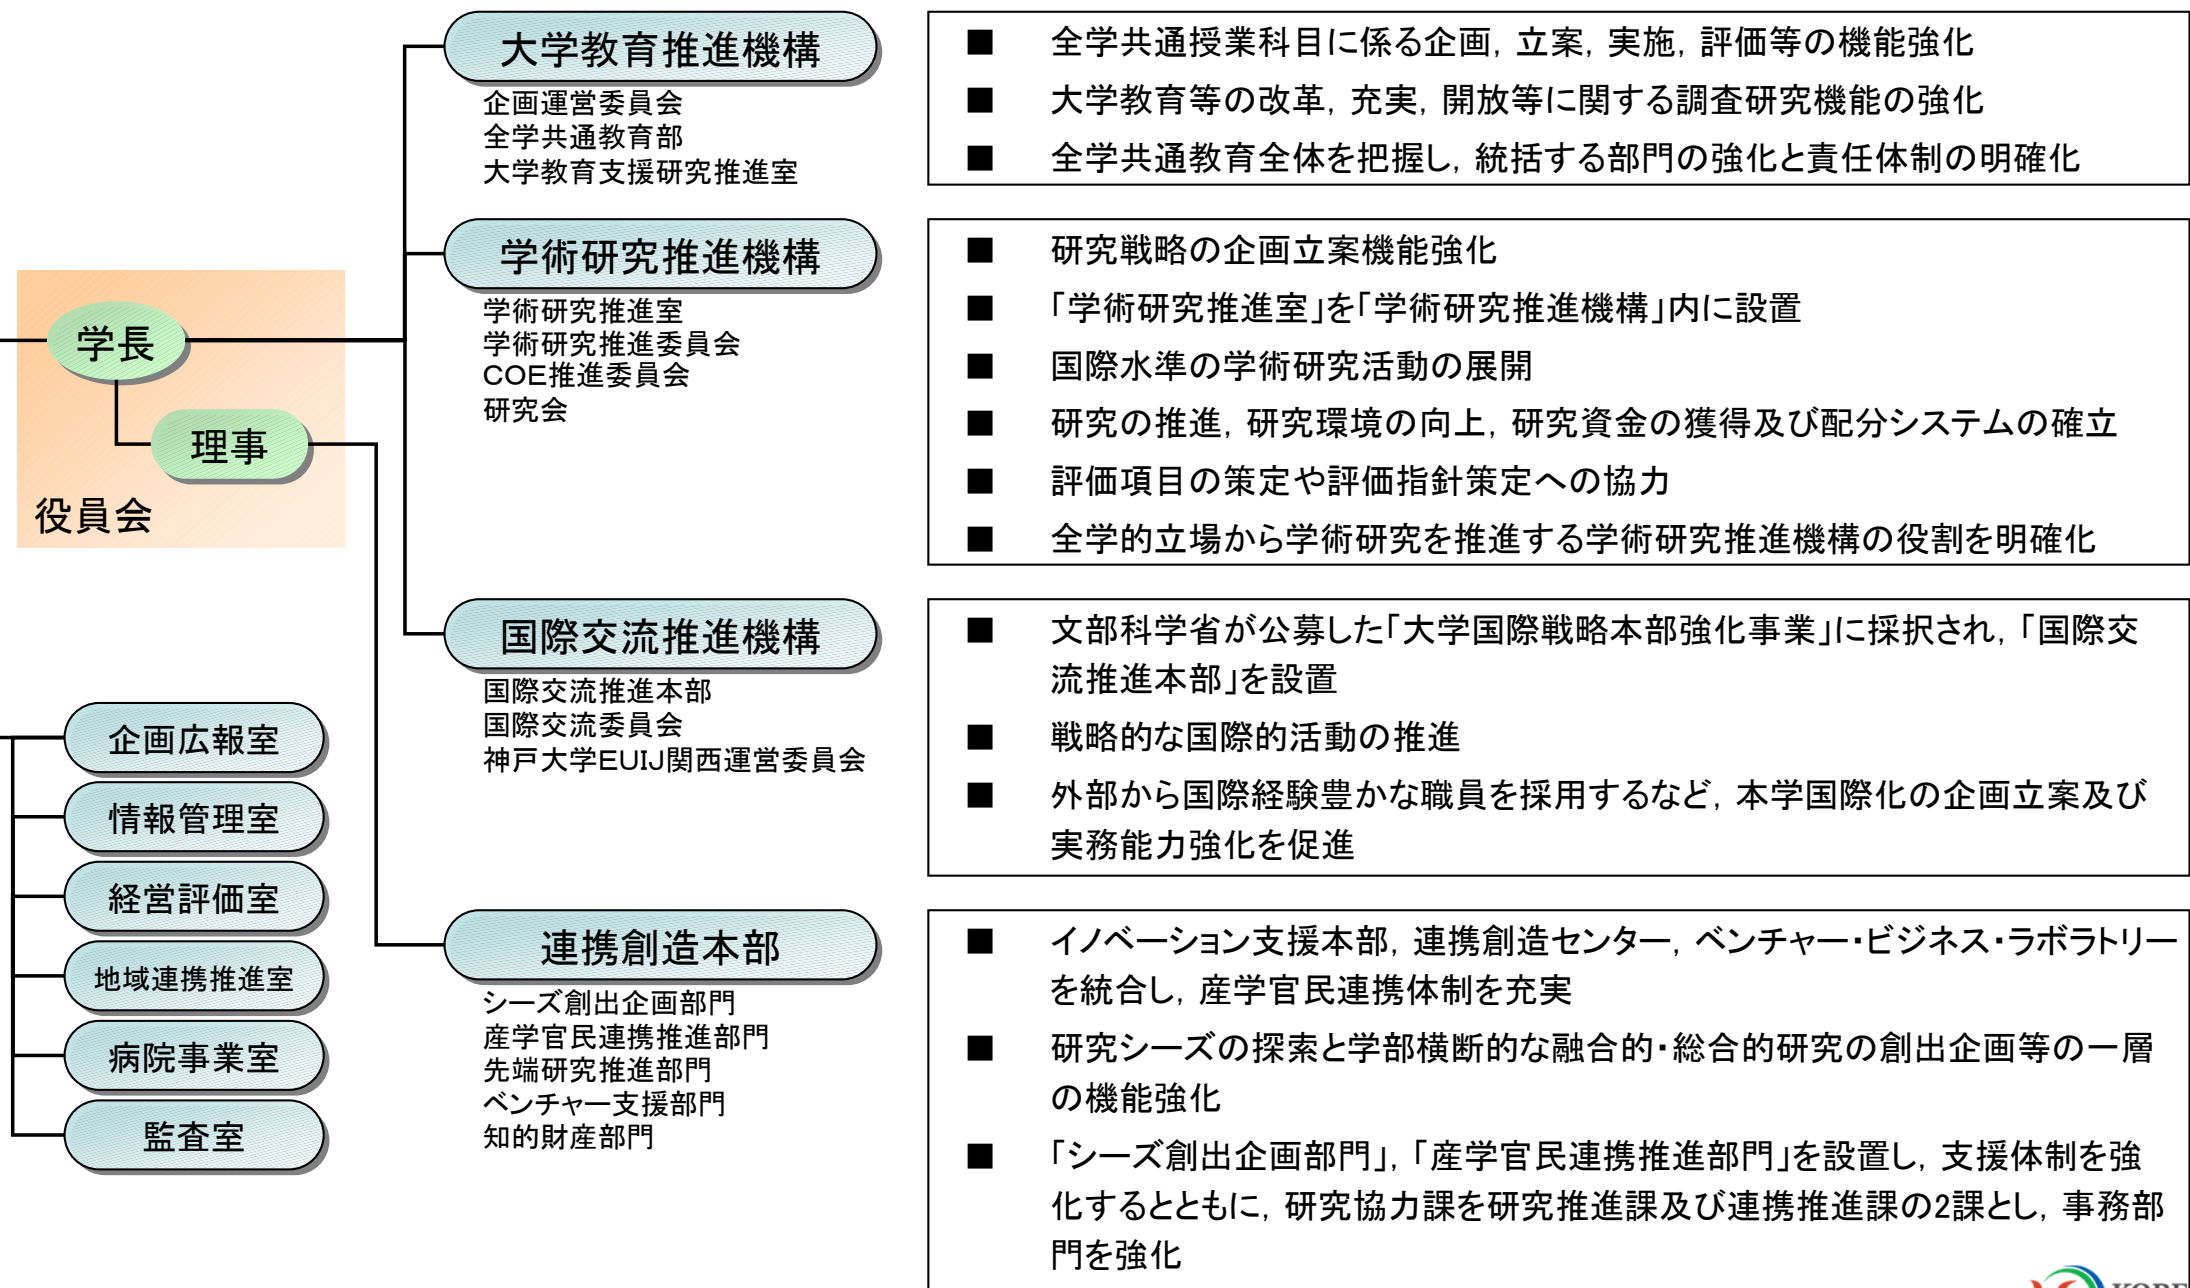 大学教育推進機構
企画運営委員会
全学共通教育部
大学教育支援研究推進室
■ 全学共通授業科目に係る企画，立案，実施，評価等の機能強化
■ 大学教育等の改革，充実，開放等に関する調査研究機能の強化
■ 全学共通教育全体を把握し，統括する部門の強化と責任体制の明確化
学術研究推進機構
学術研究推進室
学術研究推進委員会
COE推進委員会
研究会
■ 研究戦略の企画立案機能強化
■ 「学術研究推進室」を「学術研究推進機構」内に設置
■ 国際水準の学術研究活動の展開
■ 研究の推進，研究環境の向上，研究資金の獲得及び配分システムの確立
■ 評価項目の策定や評価指針策定への協力
■ 全学的立場から学術研究を推進する学術研究推進機構の役割を明確化
学長
理事
役員会
国際交流推進機構
国際交流推進本部
国際交流委員会
神戸大学EUIJ関西運営委員会
■ 文部科学省が公募した「大学国際戦略本部強化事業」に採択され，「国際交
流推進本部」を設置
■ 戦略的な国際的活動の推進
■ 外部から国際経験豊かな職員を採用するなど，本学国際化の企画立案及び
実務能力強化を促進
企画広報室
情報管理室
経営評価室
地域連携推進室
病院事業室
監査室
連携創造本部
シーズ創出企画部門
産学官民連携推進部門
先端研究推進部門
ベンチャー支援部門
知的財産部門
■ イノベーション支援本部，連携創造センター，ベンチャー・ビジネス・ラボラトリー
を統合し，産学官民連携体制を充実
■ 研究シーズの探索と学部横断的な融合的・総合的研究の創出企画等の一層
の機能強化
■ 「シーズ創出企画部門」，「産学官民連携推進部門」を設置し，支援体制を強
化するとともに，研究協力課を研究推進課及び連携推進課の2課とし，事務部
門を強化